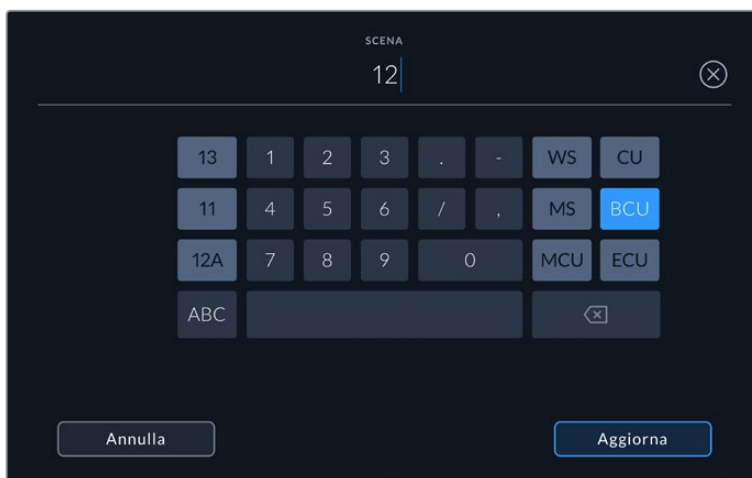 SCENA
12
13 1 2 3 . - WS CU
11 4 5 6 / , MS BCU
12A 7 8 9 0 MCU ECU
ABC
Annulla Aggiorna